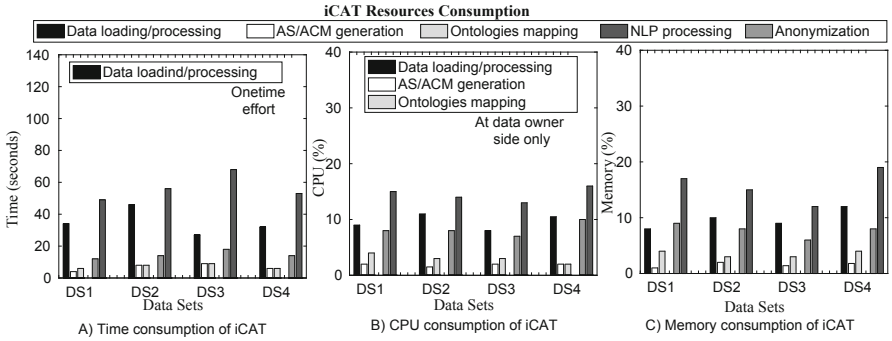 iCAT Resources Consumption
Data loading/processing AS/ACM generation Ontologies mapping NLP processing Anonymization
140
120
100
80
60
40
20
0
Time (seconds)
Data loadind/processing
Onetime
effort
DS1 DS2 DS3 DS4
Data Sets
A) Time consumption of iCAT
40
30
20
10
0
CPU (%)
Data loading/processing
AS/ACM generation
Ontologies mapping
At data owner
side only
DS1 DS2 DS3 DS4
Data Sets
B) CPU consumption of iCAT
40
30
20
10
0
Memory (%)
DS1 DS2 DS3 DS4
Data Sets
C) Memory consumption of iCAT